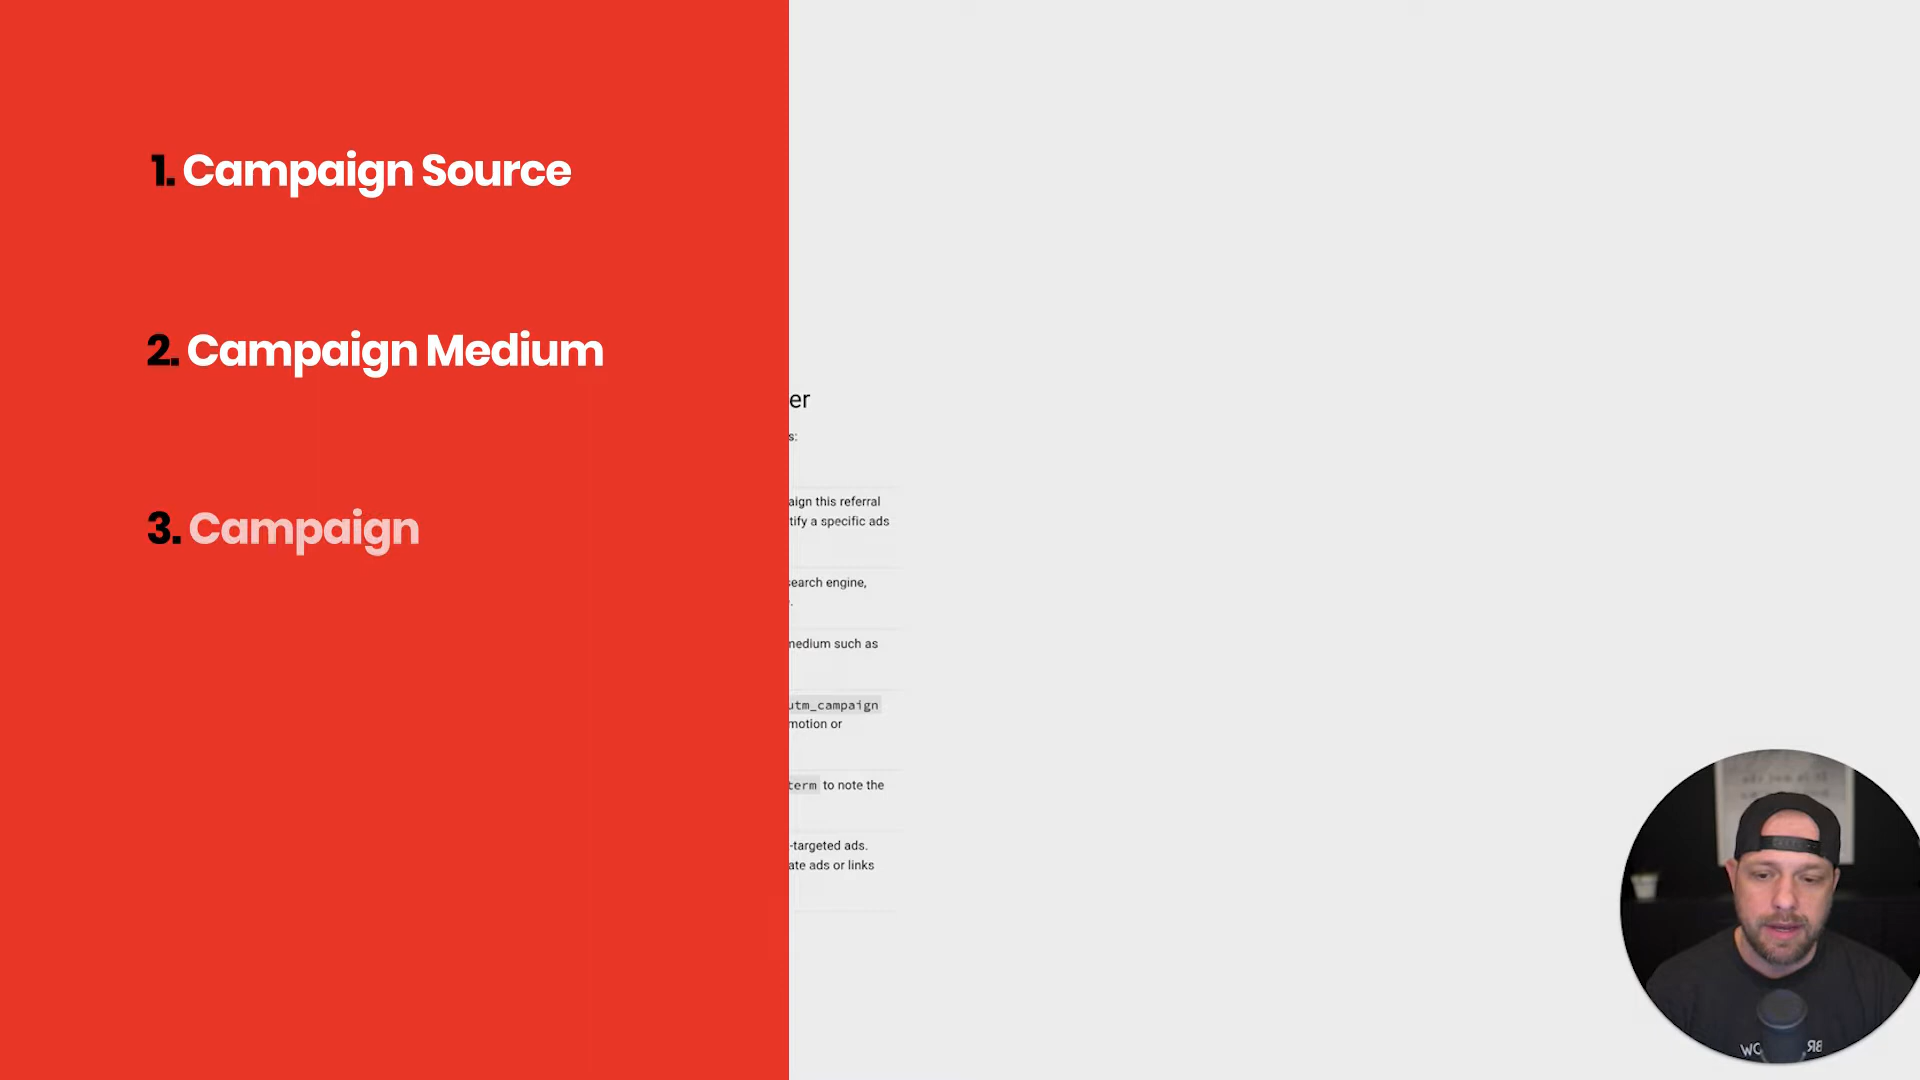 1. Campaign Source
2. Campaign Medium
3. Campaign
er
s:
aign this referral
tify a specific ads
search engine,
medium such as
utm_campaign
motion or
term to note the
-targeted ads.
ate ads or links